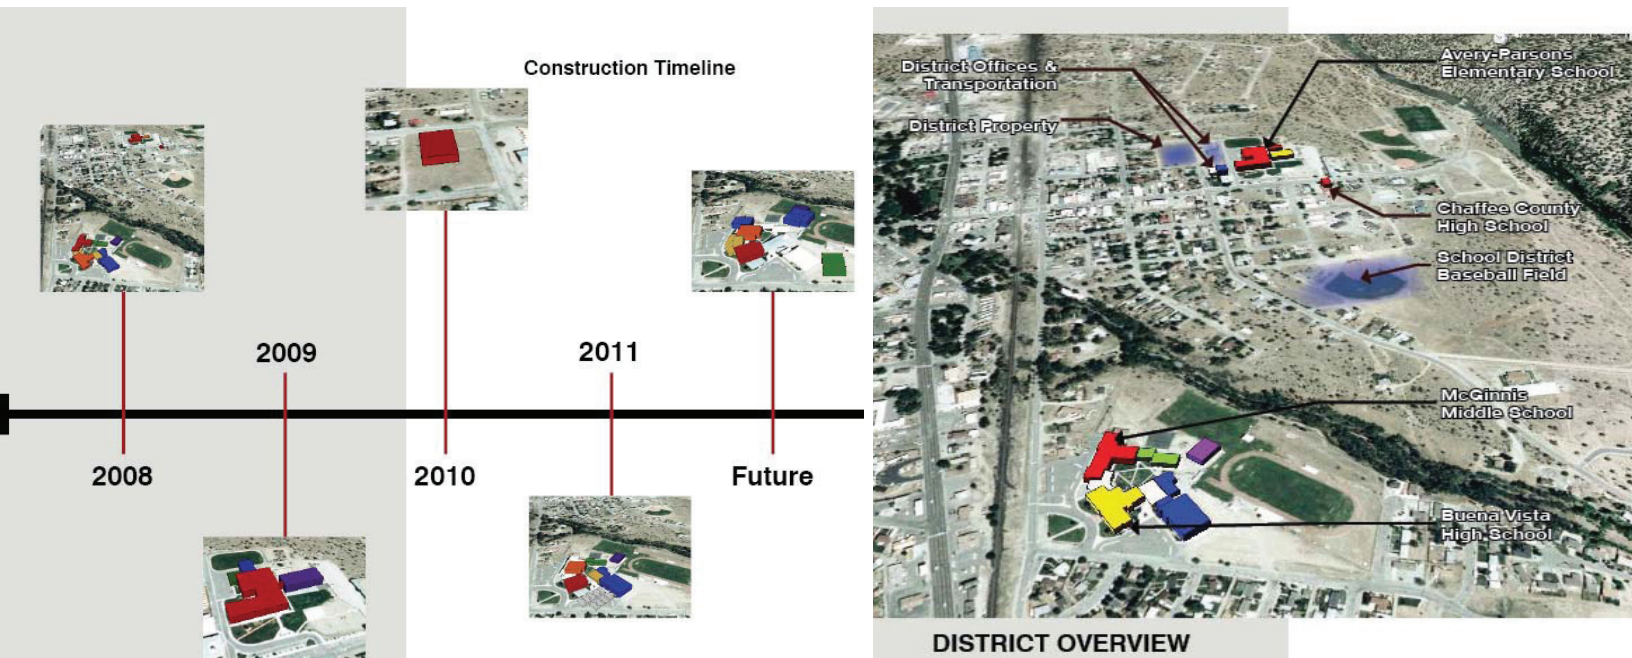 Construction Timeline
2009
2011
2008
2010
Future
District Offices &
Transportation
District Property
Avery-Parsons
Elementary School
Chaffee County
High School
School District
Baseball Field
McGinnis
Middle School
Buena Vista
High School
DISTRICT OVERVIEW